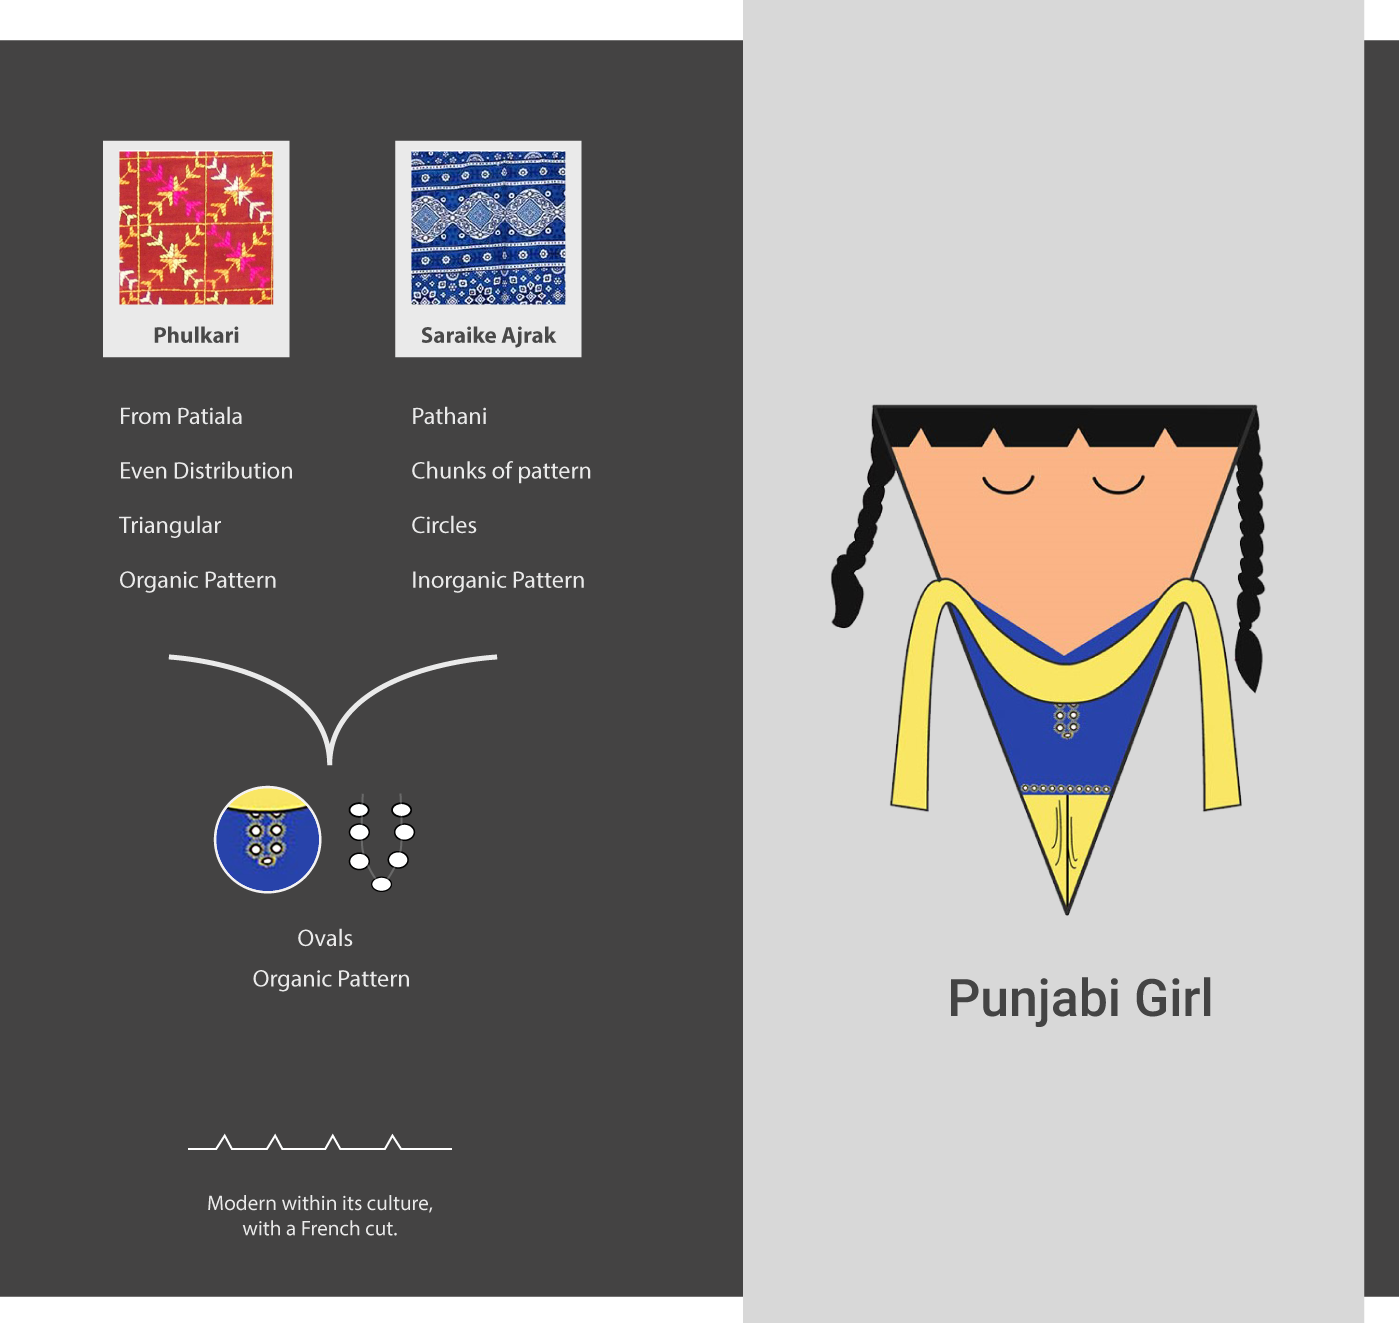 Phulkari
From Patiala
Even Distribution
Triangular
Organic Pattern
Saraike Ajrak
Pathani
Chunks of pattern
Circles
Inorganic Pattern
Ovals
Organic Pattern
Modern within its culture,
with a French cut.
Punjabi Girl